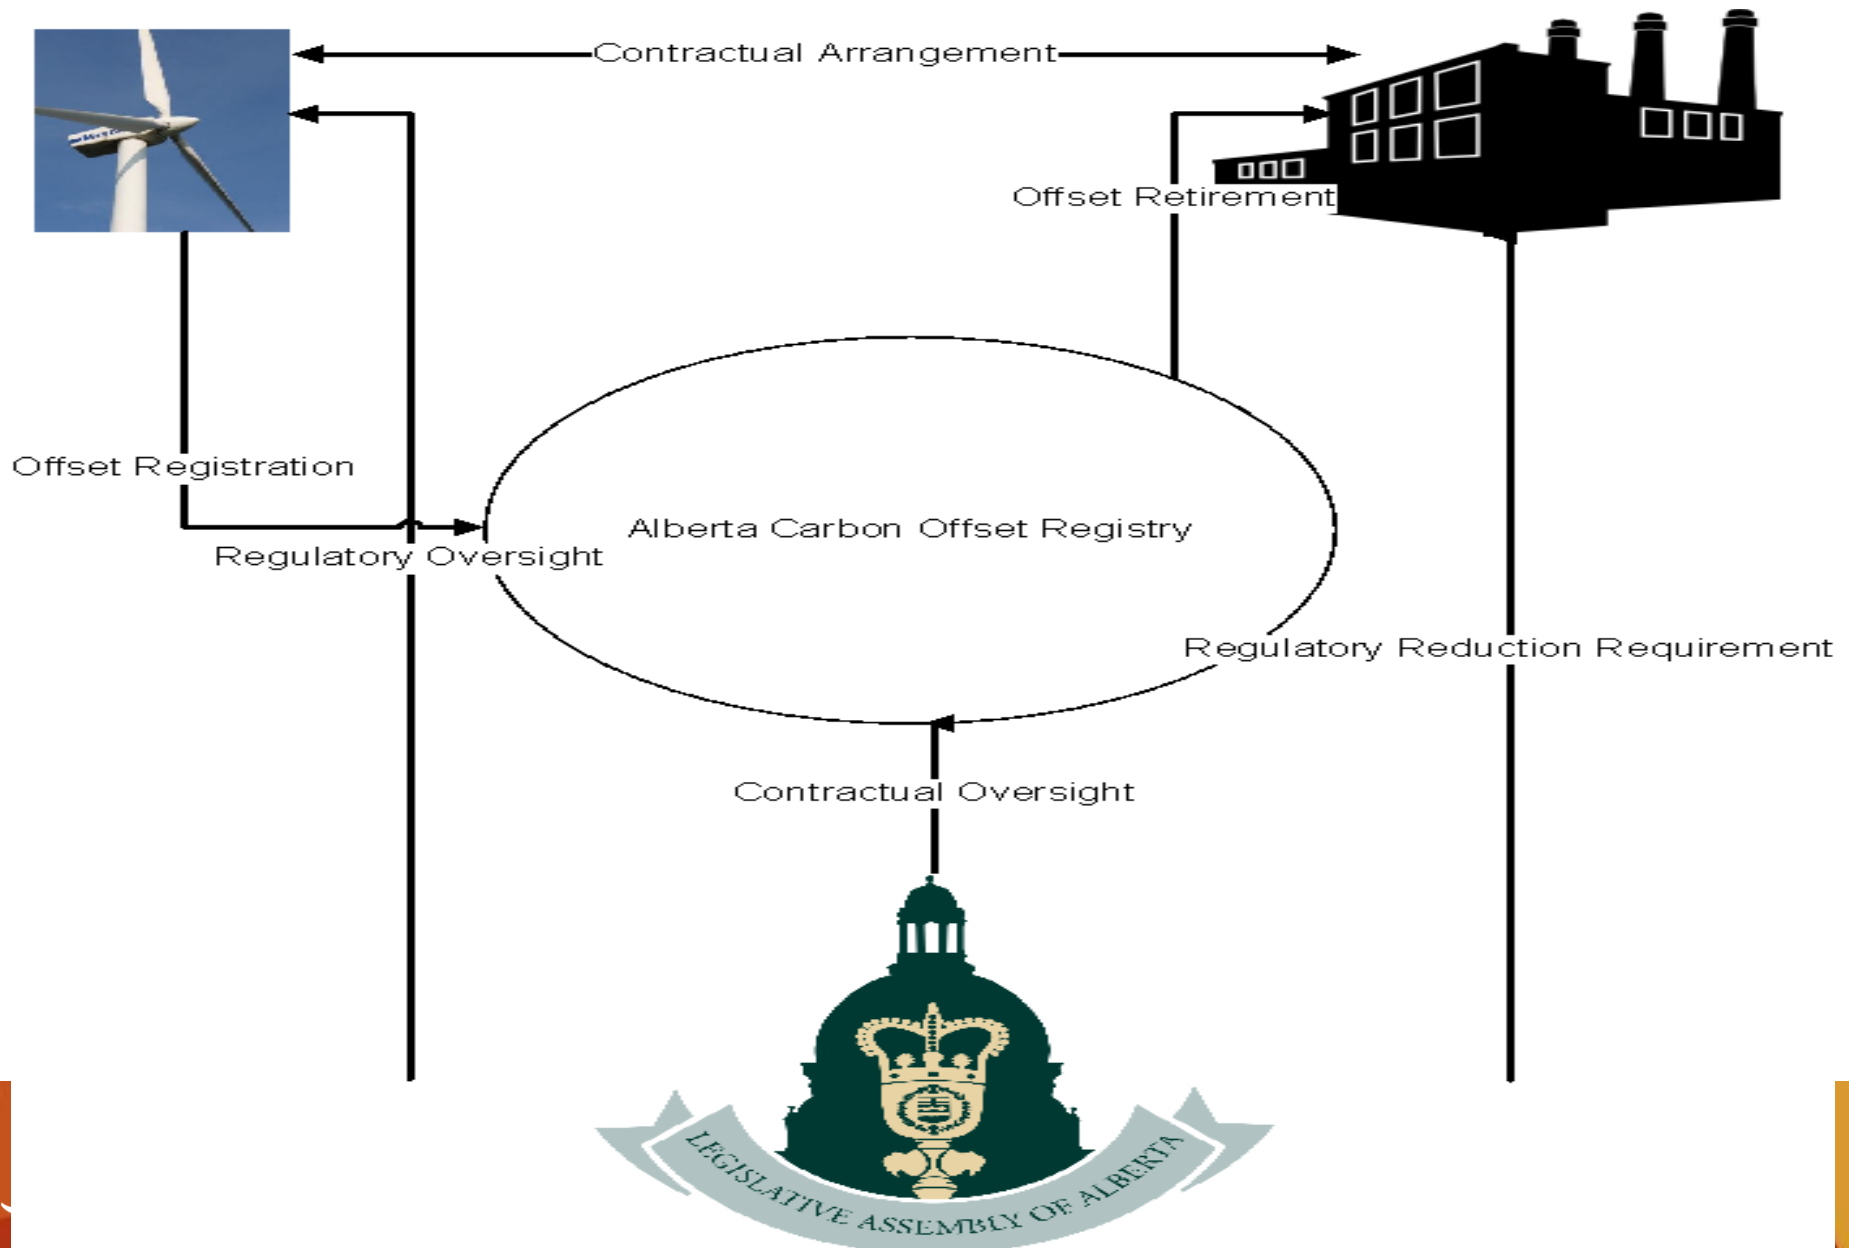 Contractual Arrangement
Offset Retirement
Offset Registration
Alberta Carbon Offset Registry
Regulatory Oversight
Regulatory Reduction Requirement
Contractual Oversight
LEGISLATIVE ASSEMBLY OF ALBERTA